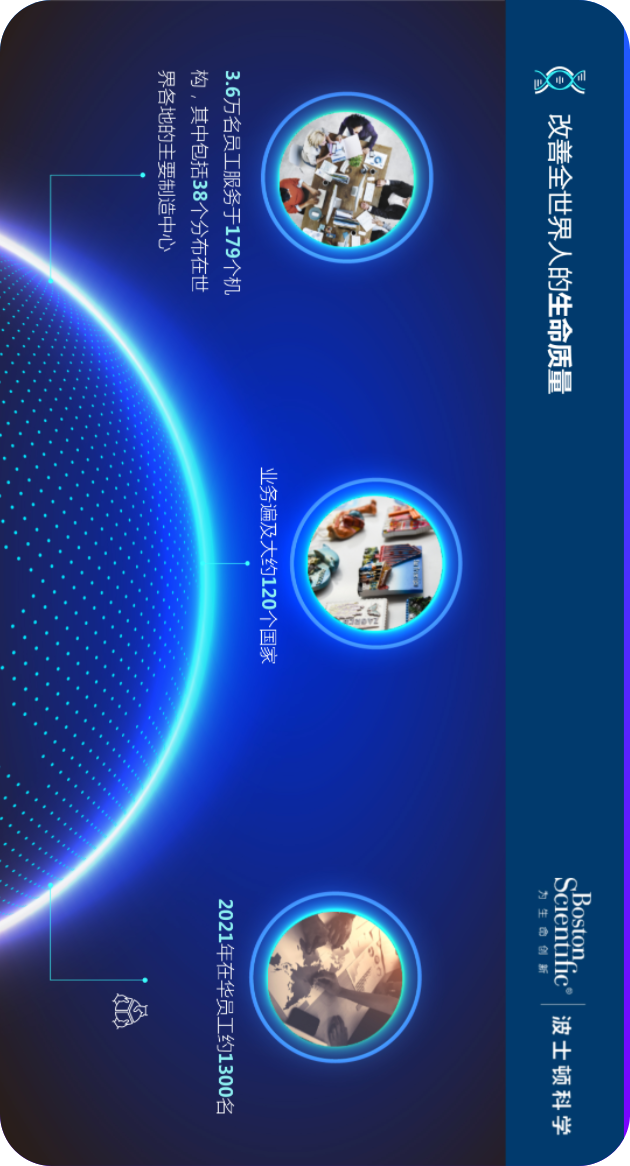 改善全世界人的生命质量
Boston
Scientific®
为生命创新
波士顿科学
3.6万名员工服务于179个机
构，其中包括38个分布在世
界各地的主要制造中心
业务遍及大约120个国家
2021年在华员工约1300名